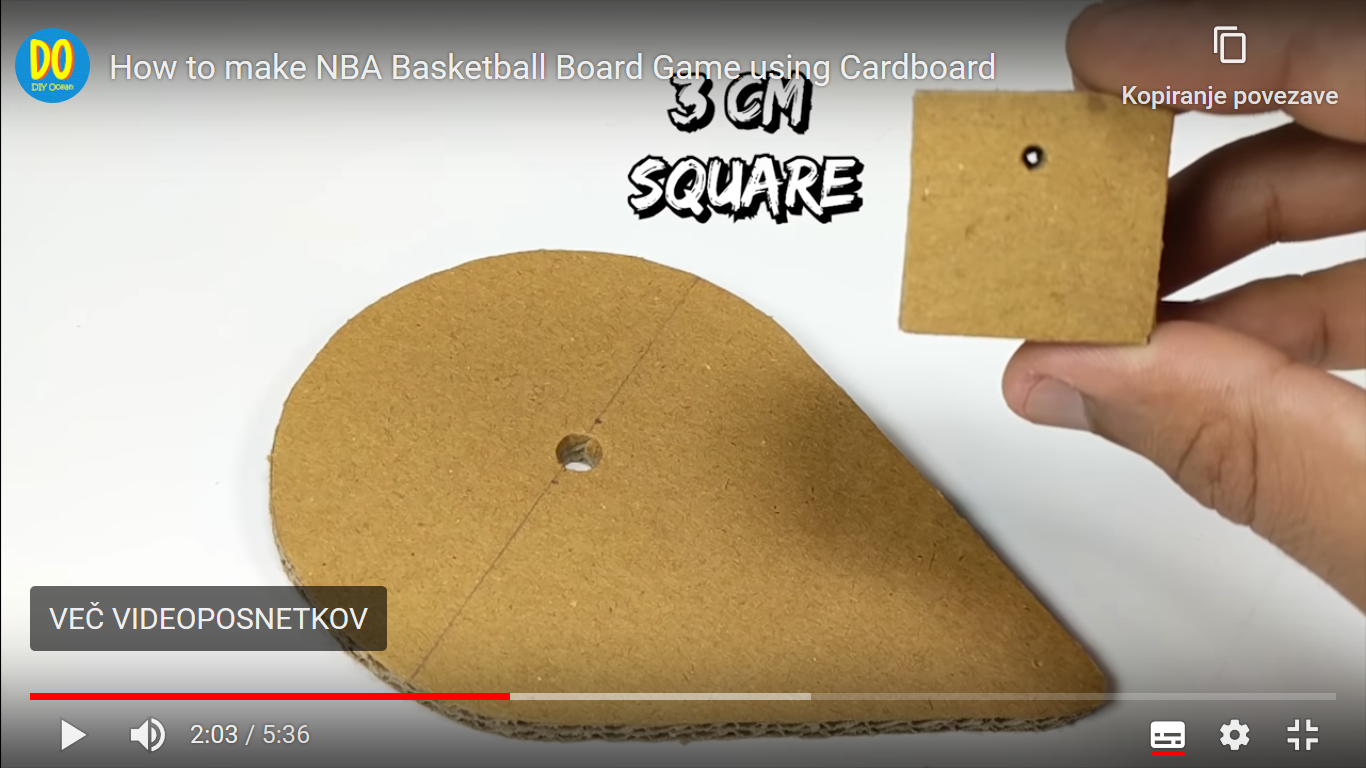 DO
DIY Ocean
How to make NBA Basketball Board Game using Cardboard
Kopiranje povezave
3 CM
SQUARE
VEČ VIDEOPOSNETKOV
2:03 / 5:36